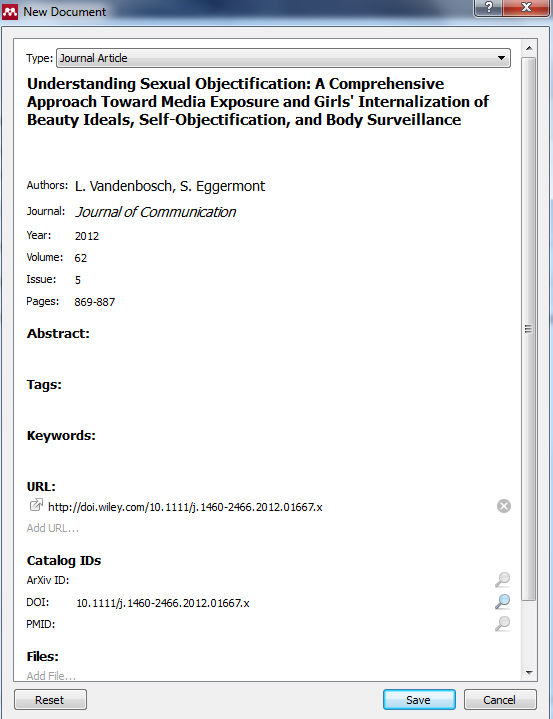 New Document
Type: Journal Article
Understanding Sexual Objectification: A Comprehensive
Approach Toward Media Exposure and Girls' Internalization of
Beauty Ideals, Self-Objectification, and Body Surveillance
Authors: L. Vandenbosch, S. Eggermont
Journal: Journal of Communication
Year: 2012
Volume: 62
Issue: 5
Pages: 869-887
Abstract:
Tags:
Keywords:
URL:
http://doi.wiley.com/10.1111/j.1460-2466.2012.01667.x
Add URL...
Catalog IDs
ArXiv ID:
DOI: 10.1111/j.1460-2466.2012.01667.x
PMID:
Files:
Add File...
Reset Save Cancel